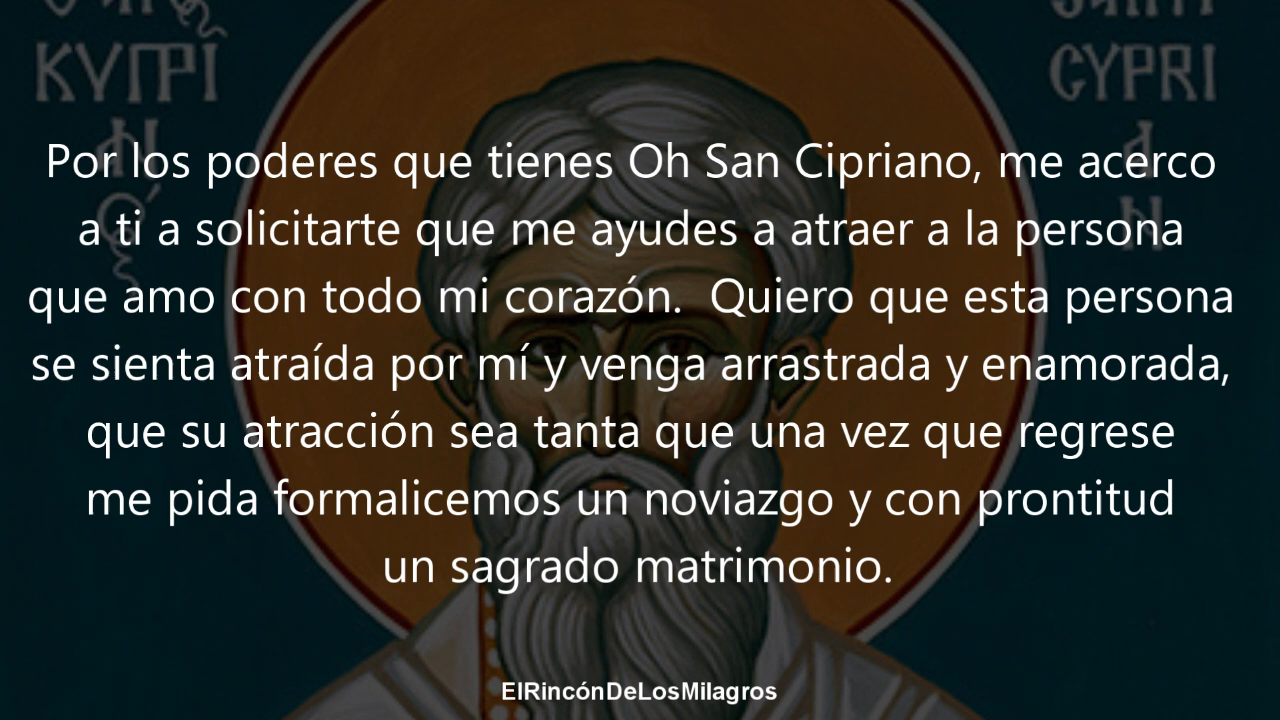 ΚΥΠΡΙ
CYPRI
Por los poderes que tienes Oh San Cipriano, me acerco
a ti a solicitarte que me ayudes a atraer a la persona
que amo con todo mi corazón. Quiero que esta persona
se sienta atraída por mí y venga arrastrada y enamorada,
que su atracción sea tanta que una vez que regrese
me pida formalicemos un noviazgo y con prontitud
un sagrado matrimonio.
ElRincónDeLosMilagros